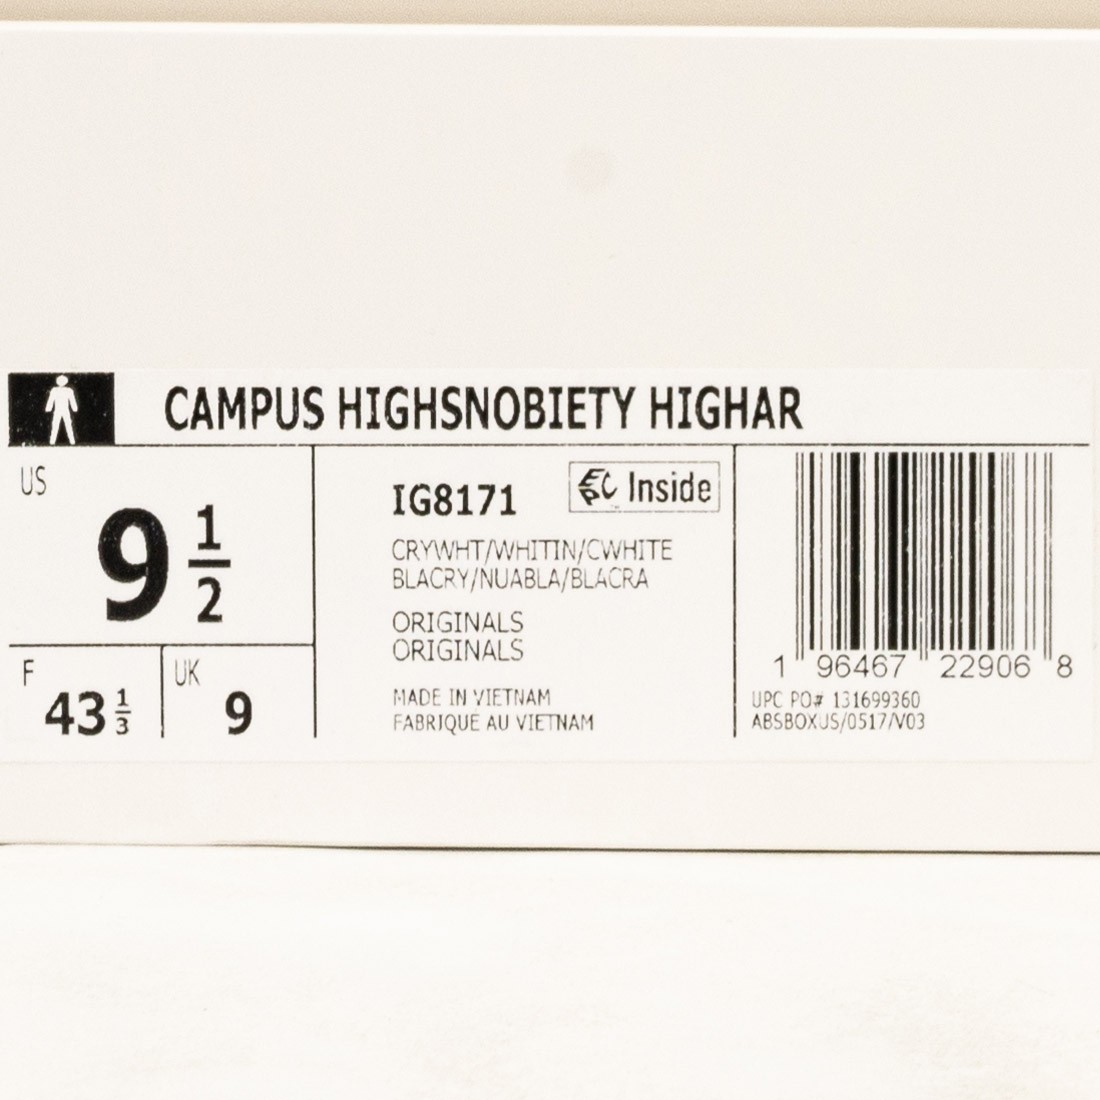 CAMPUS HIGHSNOBIETY HIGHAR
US
9 1/2
F
43 1/3
UK
9
IG8171
EPC Inside
CRYWHT/WHITIN/CWHITE
BLACRY/NUABLA/BLACRA
ORIGINALS
ORIGINALS
MADE IN VIETNAM
FABRIQUE AU VIETNAM
1 96467 22906 8
UPC PO# 131699360
ABSBOXUS/0517/V03